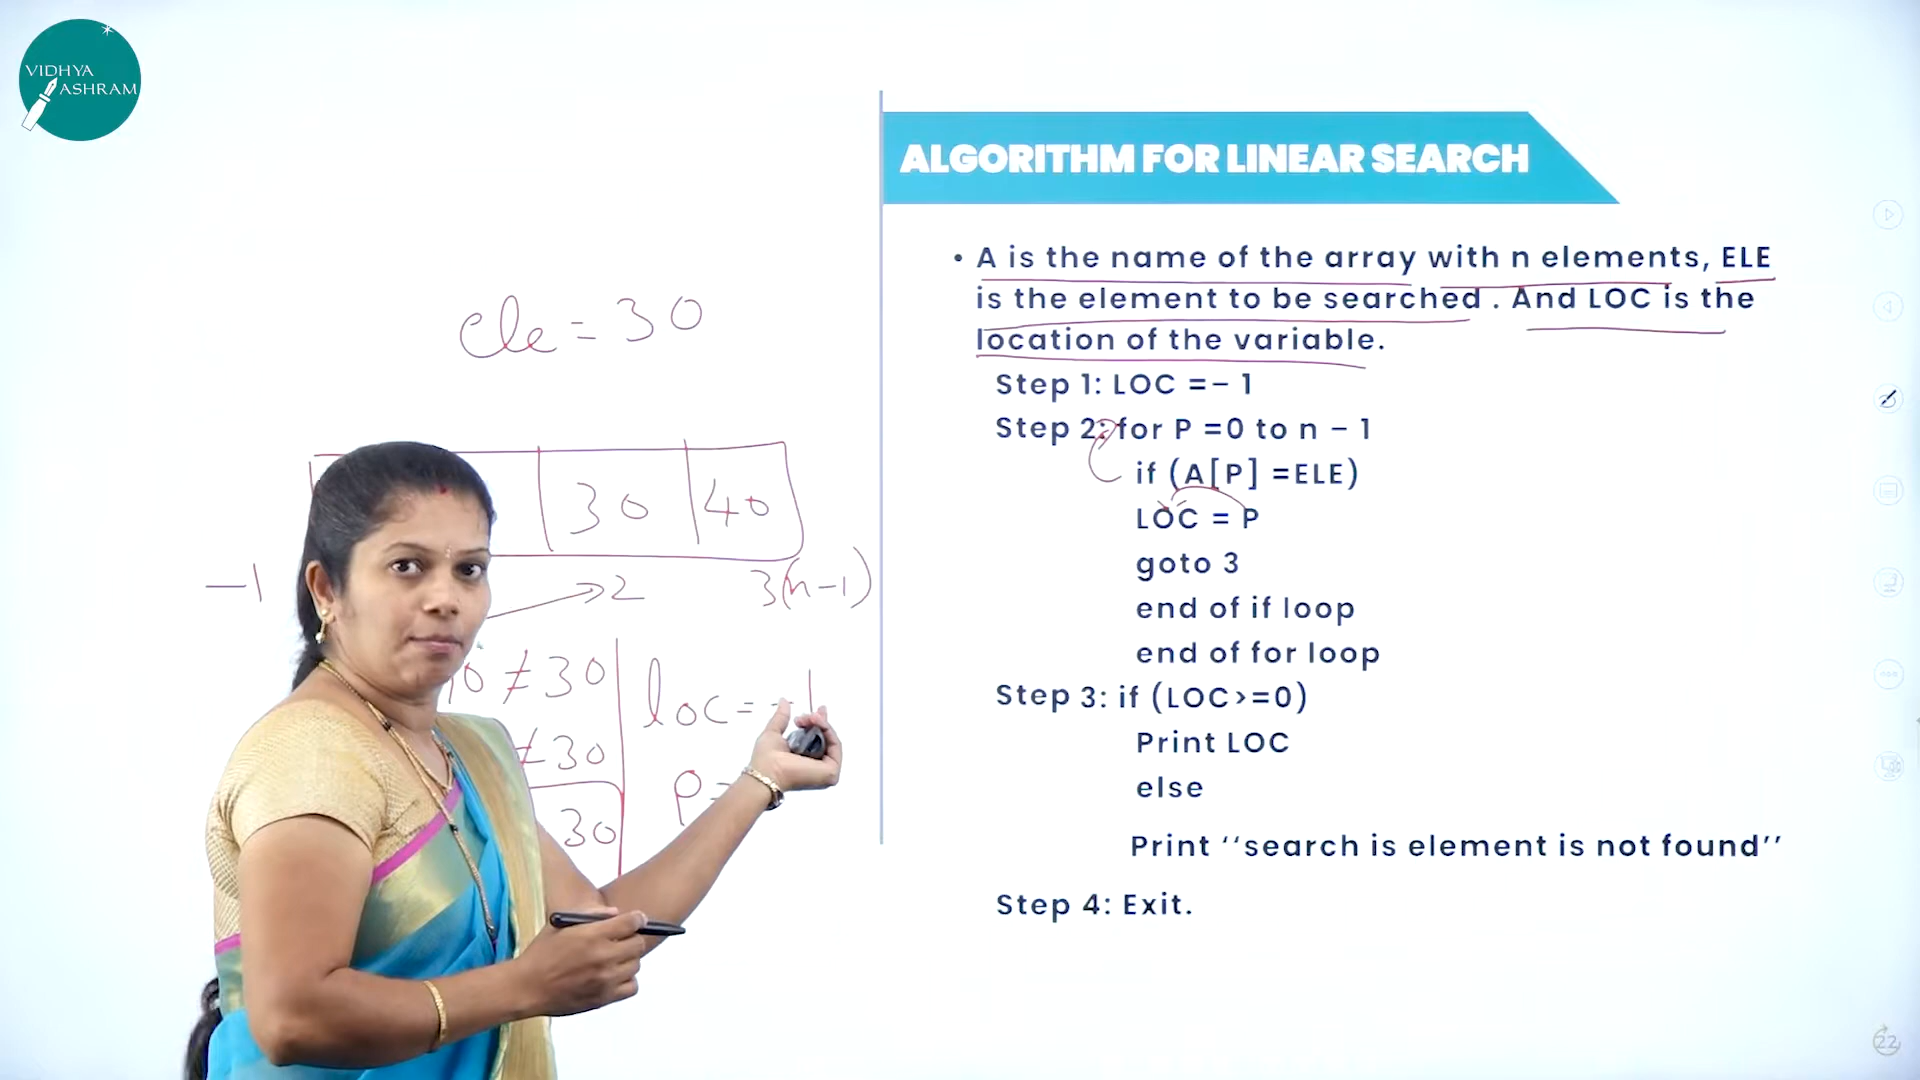 VIDHYA
ASHRAM
ALGORITHM FOR LINEAR SEARCH
• A is the name of the array with n elements, ELE
is the element to be searched . And LOC is the
location of the variable.
Step 1: LOC =– 1
Step 2: for P =0 to n – 1
if (A[P] =ELE)
LOC = P
goto 3
end of if loop
end of for loop
Step 3: if (LOC>=0)
Print LOC
else
Print ‘‘search is element is not found’’
Step 4: Exit.
ele = 30
30 40
-1 2 3(n-1)
≠ 30
≠ 30
30
loc = -1
P =
22